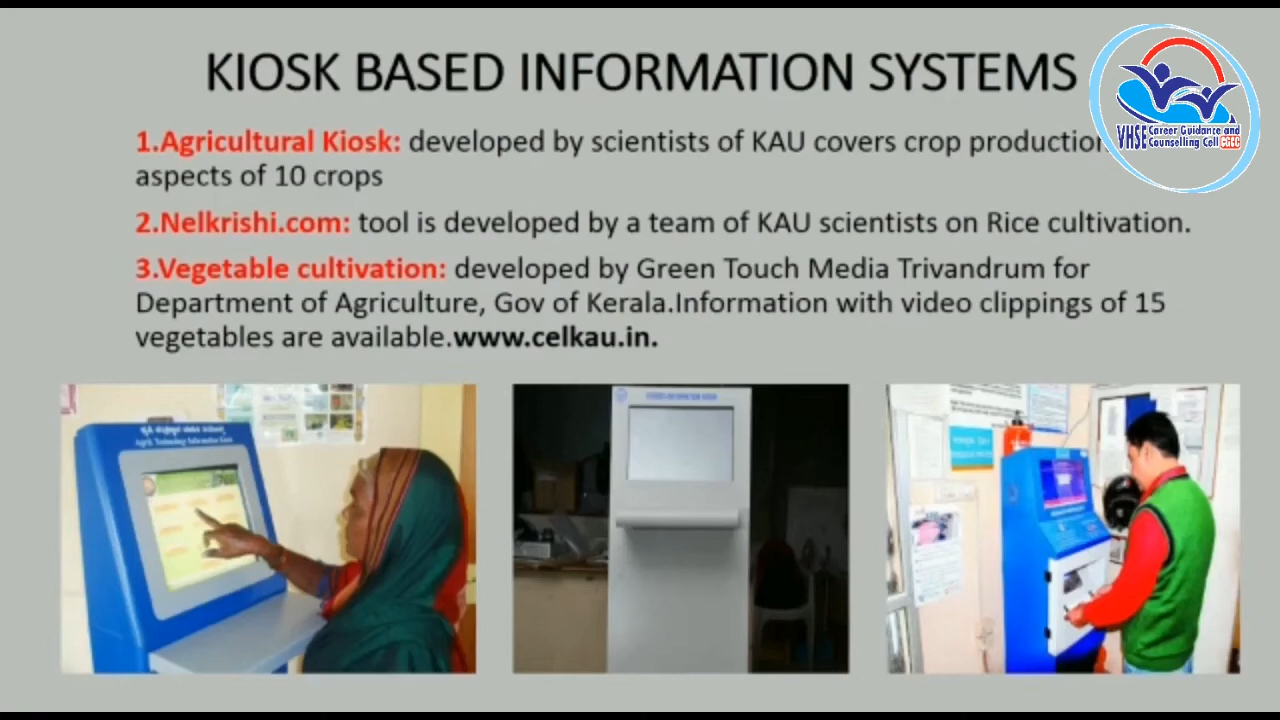 KIOSK BASED INFORMATION SYSTEMS
VHSE Career Guidance and
Counselling Cell CGCC
1.Agricultural Kiosk: developed by scientists of KAU covers crop production
aspects of 10 crops
2.Nelkrishi.com: tool is developed by a team of KAU scientists on Rice cultivation.
3.Vegetable cultivation: developed by Green Touch Media Trivandrum for
Department of Agriculture, Gov of Kerala.Information with video clippings of 15
vegetables are available.www.celkau.in.